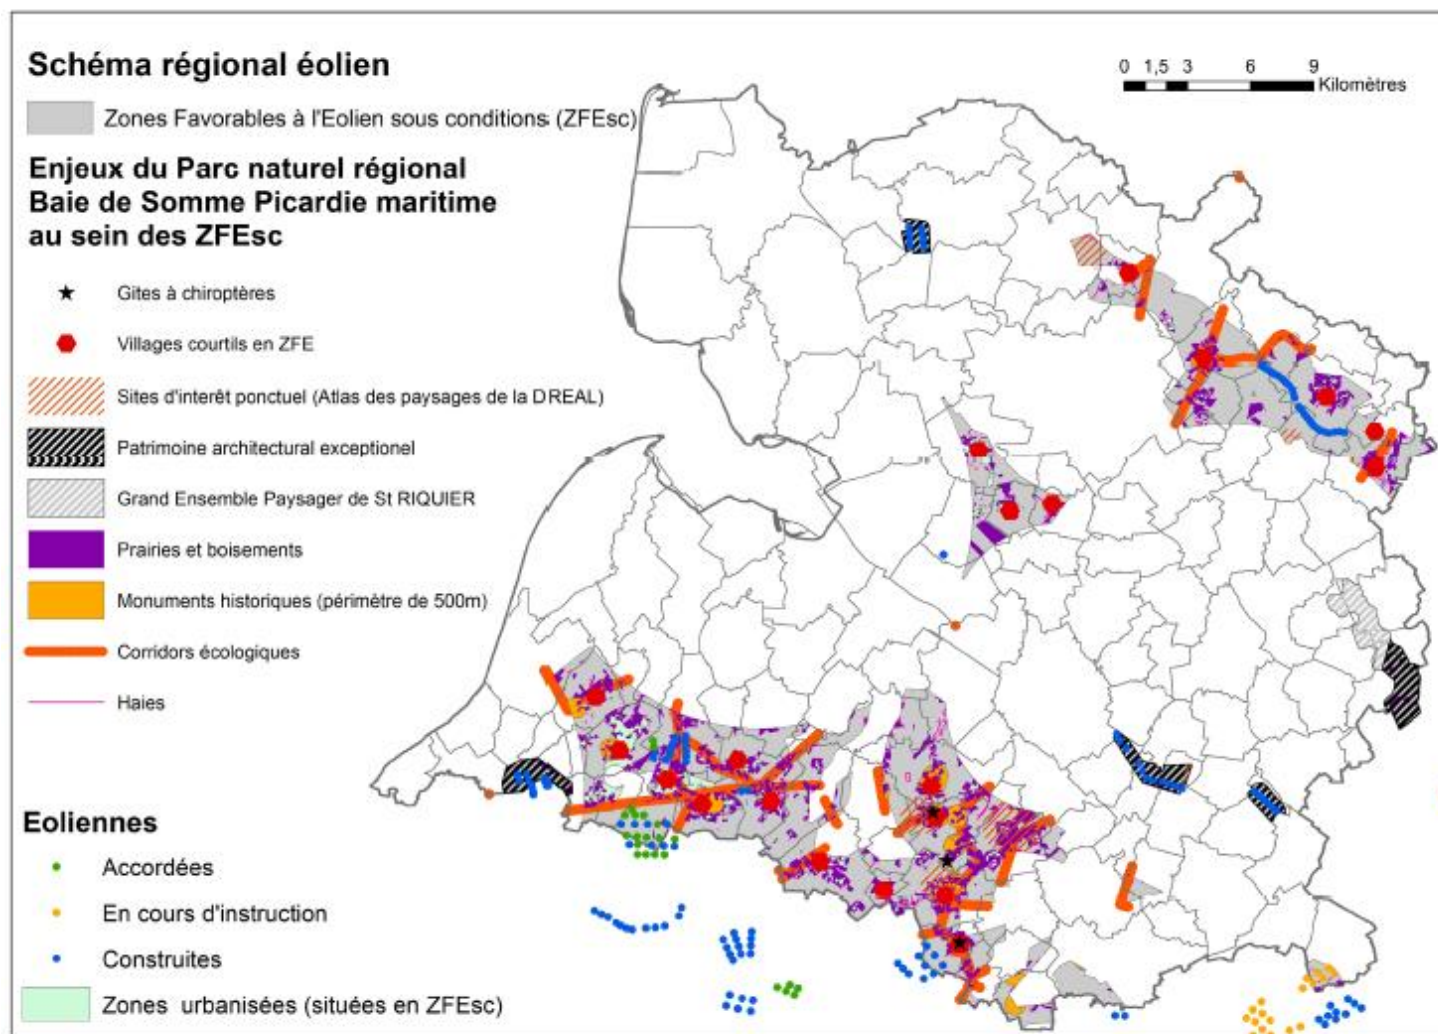 Schéma régional éolien
Zones Favorables à l'Eolien sous conditions (ZFEsc)
Enjeux du Parc naturel régional
Baie de Somme Picardie maritime
au sein des ZFEsc
Gites à chiroptères
Villages courtils en ZFE
Sites d'interêt ponctuel (Atlas des paysages de la DREAL)
Patrimoine architectural exceptionel
Grand Ensemble Paysager de St RIQUIER
Prairies et boisements
Monuments historiques (périmètre de 500m)
Corridors écologiques
Haies
Eoliennes
Accordées
En cours d'instruction
Construites
Zones urbanisées (situées en ZFEsc)
0 1,5 3 6 9
Kilomètres